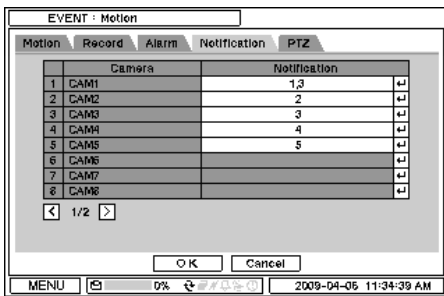 EVENT : Motion
Motion Record Alarm Notification PTZ
Camera Notification
1 CAM1 1,3
2 CAM2 2
3 CAM3 3
4 CAM4 4
5 CAM5 5
6 CAM6
7 CAM7
8 CAM8
< 1/2 >
OK Cancel
MENU 0% 2009-04-06 11:34:39 AM